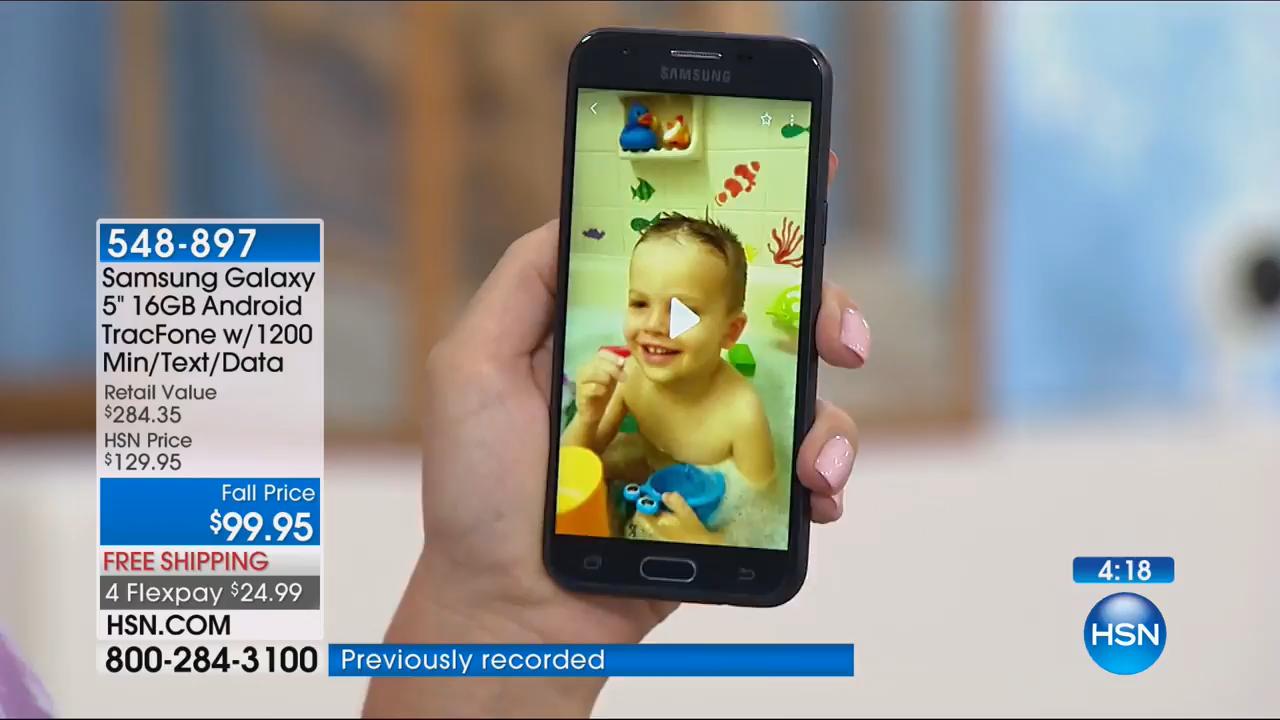 SAMSUNG
548-897
Samsung Galaxy
5" 16GB Android
TracFone w/1200
Min/Text/Data
Retail Value
$284.35
HSN Price
$129.95
Fall Price
$99.95
FREE SHIPPING
4 Flexpay $24.99
HSN.COM
800-284-3100
Previously recorded
4:18
HSN